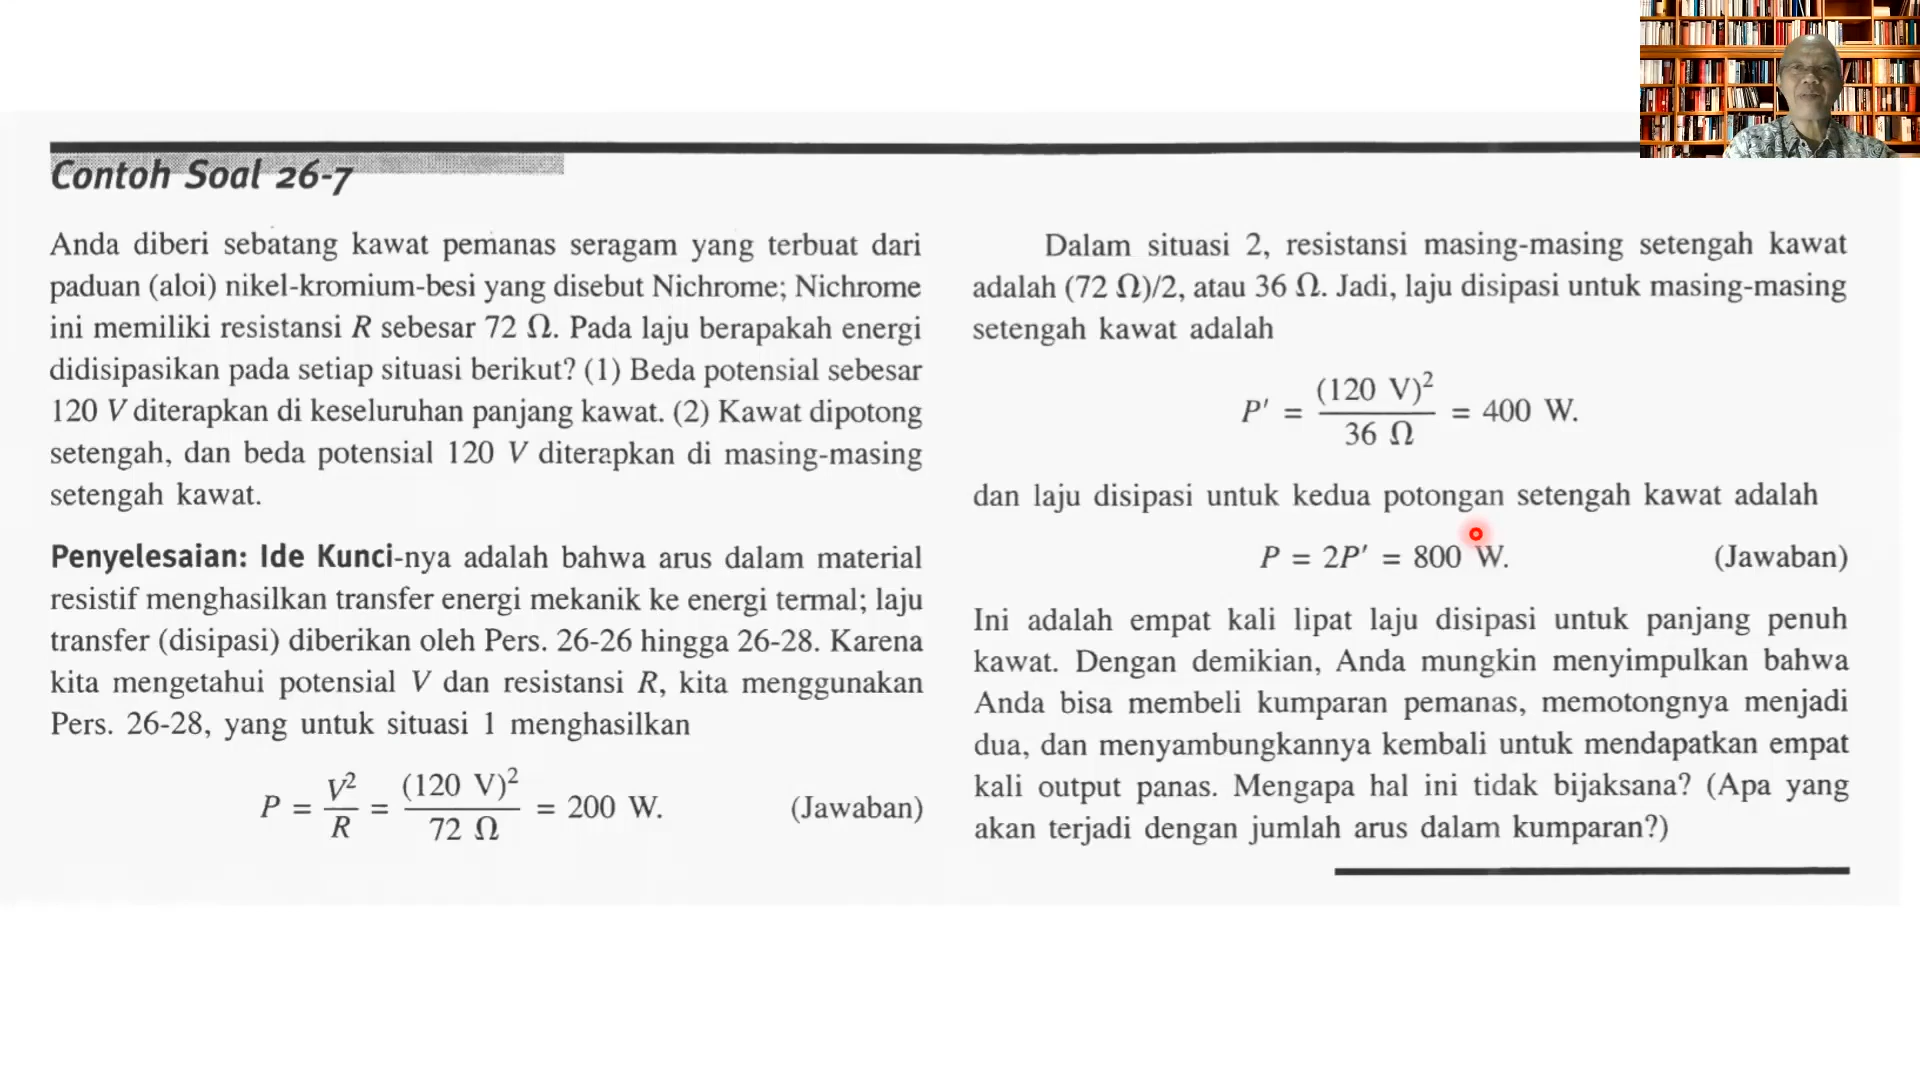 Contoh Soal 26-7
Anda diberi sebatang kawat pemanas seragam yang terbuat dari
paduan (aloi) nikel-kromium-besi yang disebut Nichrome; Nichrome
ini memiliki resistansi R sebesar 72 Ω. Pada laju berapakah energi
didisipasikan pada setiap situasi berikut? (1) Beda potensial sebesar
120 V diterapkan di keseluruhan panjang kawat. (2) Kawat dipotong
setengah, dan beda potensial 120 V diterapkan di masing-masing
setengah kawat.
Penyelesaian: Ide Kunci-nya adalah bahwa arus dalam material
resistif menghasilkan transfer energi mekanik ke energi termal; laju
transfer (disipasi) diberikan oleh Pers. 26-26 hingga 26-28. Karena
kita mengetahui potensial V dan resistansi R, kita menggunakan
Pers. 26-28, yang untuk situasi 1 menghasilkan
P = V²/R = (120 V)²/72 Ω = 200 W. (Jawaban)
Dalam situasi 2, resistansi masing-masing setengah kawat
adalah (72 Ω)/2, atau 36 Ω. Jadi, laju disipasi untuk masing-masing
setengah kawat adalah
P′ = (120 V)²/36 Ω = 400 W.
dan laju disipasi untuk kedua potongan setengah kawat adalah
P = 2P′ = 800 W. (Jawaban)
Ini adalah empat kali lipat laju disipasi untuk panjang penuh
kawat. Dengan demikian, Anda mungkin menyimpulkan bahwa
Anda bisa membeli kumparan pemanas, memotongnya menjadi
dua, dan menyambungkannya kembali untuk mendapatkan empat
kali output panas. Mengapa hal ini tidak bijaksana? (Apa yang
akan terjadi dengan jumlah arus dalam kumparan?)